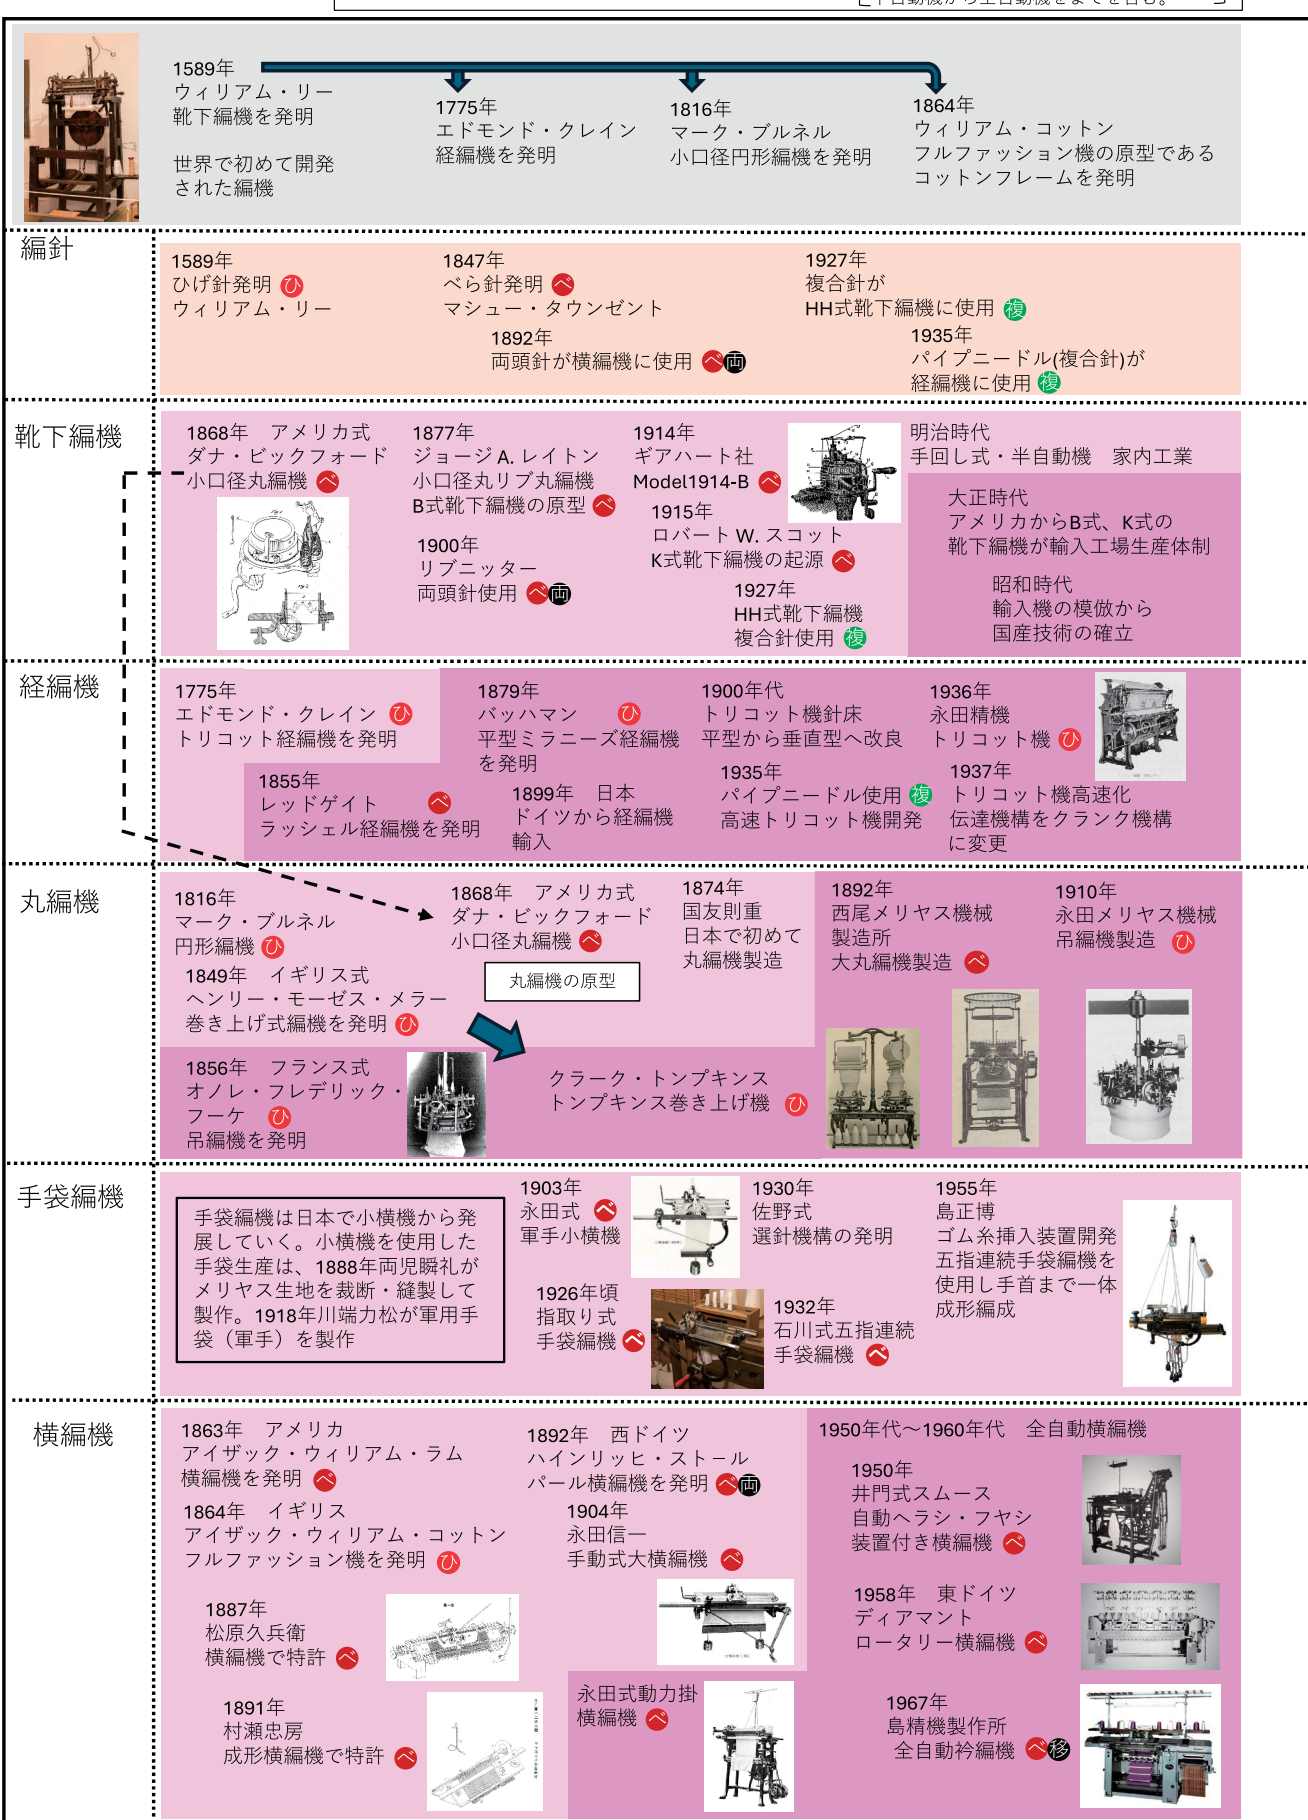 1589年
ウィリアム・リー
靴下編機を発明
世界で初めて開発
された編機
1775年
エドモンド・クレイン
経編機を発明
1816年
マーク・ブルネル
小口径円形編機を発明
1864年
ウィリアム・コットン
フルファッション機の原型である
コットンフレームを発明
編針
1589年
ひげ針発明 ひ
ウィリアム・リー
1847年
べら針発明 べ
マシュー・タウンゼント
1892年
両頭針が横編機に使用 べ両
1927年
複合針が
HH式靴下編機に使用 複
1935年
パイプニードル(複合針)が
経編機に使用 複
靴下編機
1868年　アメリカ式
ダナ・ビックフォード
小口径丸編機 べ
1877年
ジョージ A. レイトン
小口径丸リブ丸編機
B式靴下編機の原型 べ
1900年
リブニッター
両頭針使用 べ両
1914年
ギアハート社
Model1914-B べ
1915年
ロバート W. スコット
K式靴下編機の起源 べ
1927年
HH式靴下編機
複合針使用 複
明治時代
手回し式・半自動機　家内工業
大正時代
アメリカからB式、K式の
靴下編機が輸入工場生産体制
昭和時代
輸入機の模倣から
国産技術の確立
経編機
1775年
エドモンド・クレイン ひ
トリコット経編機を発明
1855年
レッドゲイト べ
ラッシェル経編機を発明
1879年
バッハマン ひ
平型ミラニーズ経編機
を発明
1899年　日本
ドイツから経編機
輸入
1900年代
トリコット機針床
平型から垂直型へ改良
1935年
パイプニードル使用 複
高速トリコット機開発
1936年
永田精機
トリコット機 ひ
1937年
トリコット機高速化
伝達機構をクランク機構
に変更
丸編機
1816年
マーク・ブルネル
円形編機 ひ
1849年　イギリス式
ヘンリー・モーゼス・メラー
巻き上げ式編機を発明 ひ
1856年　フランス式
オノレ・フレデリック・
フーケ ひ
吊編機を発明
1868年　アメリカ式
ダナ・ビックフォード
小口径丸編機 べ
丸編機の原型
1874年
国友則重
日本で初めて
丸編機製造
クラーク・トンプキンス
トンプキンス巻き上げ機 ひ
1892年
西尾メリヤス機械
製造所
大丸編機製造 べ
1910年
永田メリヤス機械
吊編機製造 ひ
手袋編機
手袋編機は日本で小横機から発
展していく。小横機を使用した
手袋生産は、1888年両児瞬礼が
メリヤス生地を裁断・縫製して
製作。1918年川端力松が軍用手
袋（軍手）を製作
1903年
永田式 べ
軍手小横機
1926年頃
指取り式
手袋編機 べ
1930年
佐野式
選針機構の発明
1932年
石川式五指連続
手袋編機 べ
1955年
島正博
ゴム糸挿入装置開発
五指連続手袋編機を
使用し手首まで一体
成形編成
横編機
1863年　アメリカ
アイザック・ウィリアム・ラム
横編機を発明 べ
1864年　イギリス
アイザック・ウィリアム・コットン
フルファッション機を発明 ひ
1887年
松原久兵衛
横編機で特許 べ
1891年
村瀬忠房
成形横編機で特許 べ
1892年　西ドイツ
ハインリッヒ・ストール
パール横編機を発明 べ両
1904年
永田信一
手動式大横編機 べ
永田式動力掛
横編機 べ
1950年代～1960年代　全自動横編機
1950年
井門式スムース
自動ヘラシ・フヤシ
装置付き横編機 べ
1958年　東ドイツ
ディアマント
ロータリー横編機 べ
1967年
島精機製作所
全自動衿編機 べ移